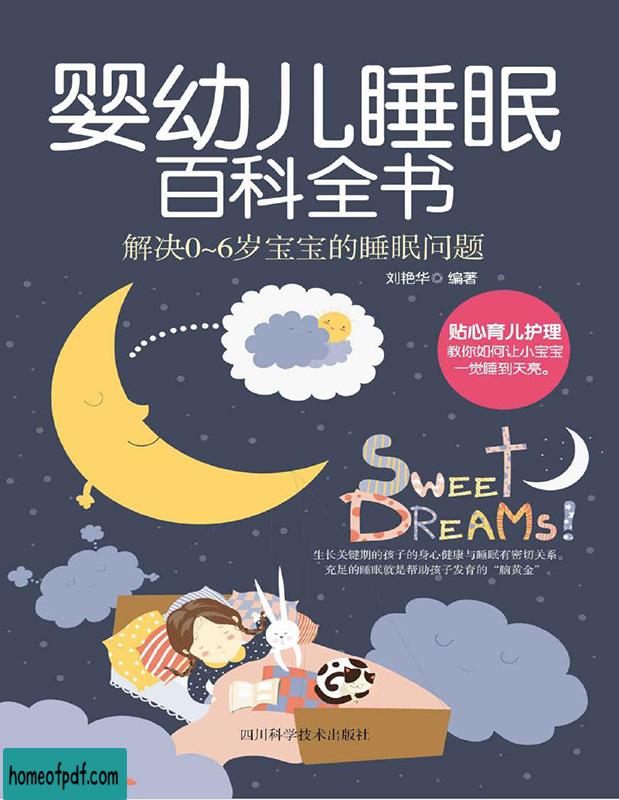 婴幼儿睡眠
百科全书
解决0~6岁宝宝的睡眠问题
刘艳华◎ 编著
贴心育儿护理
教你如何让小宝宝
一觉睡到天亮。
SWEET
DREAMS!
生长关键期的孩子的身心健康与睡眠有密切关系。
充足的睡眠就是帮助孩子发育的“脑黄金”。
四川科学技术出版社
homeofpdf.com